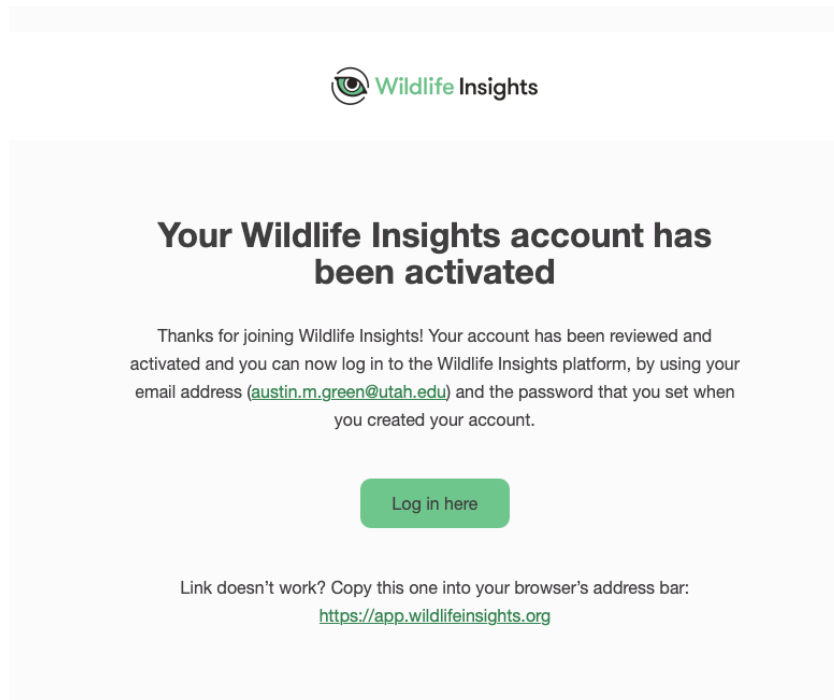 Wildlife Insights
Your Wildlife Insights account has
been activated
Thanks for joining Wildlife Insights! Your account has been reviewed and
activated and you can now log in to the Wildlife Insights platform, by using your
email address (austin.m.green@utah.edu) and the password that you set when
you created your account.
Log in here
Link doesn’t work? Copy this one into your browser’s address bar:
https://app.wildlifeinsights.org